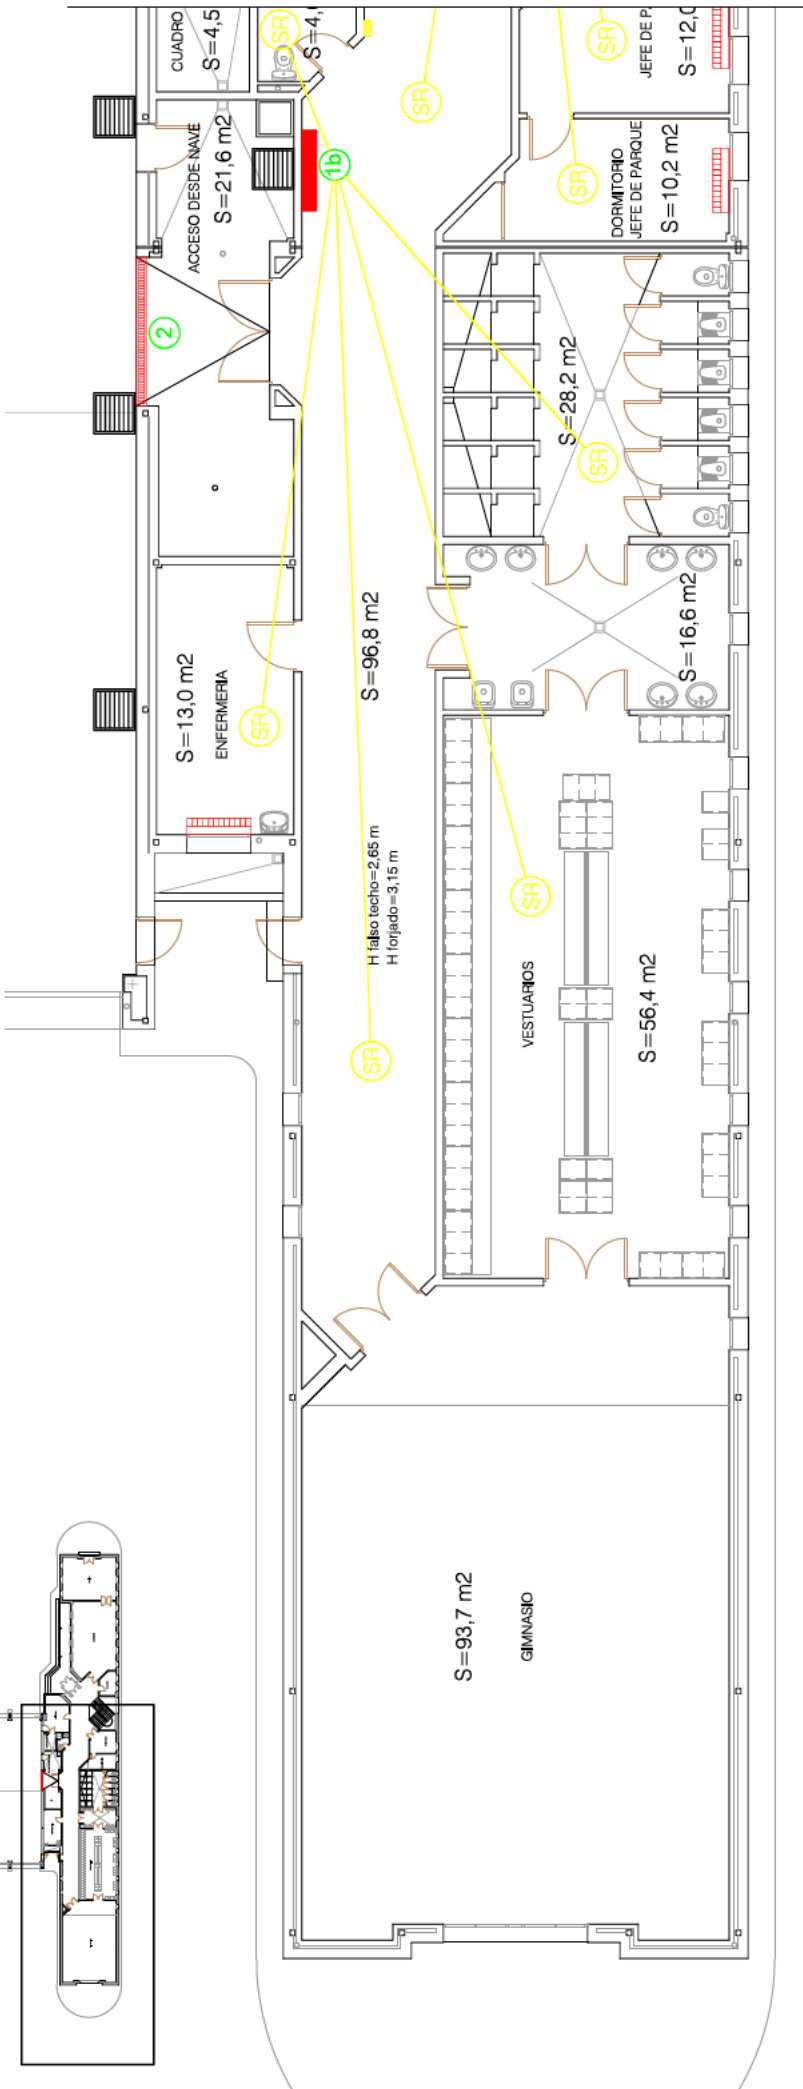 CUADRO
S=4,5
SR
S=4,
SR
SR
JEFE DE P
S=12,0
ACCESO DESDE NAVE
S=21,6 m2
1b
SR
DORMITORIO
JEFE DE PARQUE
S=10,2 m2
2
S=28,2 m2
SR
S=96,8 m2
S=16,6 m2
S=13,0 m2
ENFERMERIA
SR
H falso techo=2,65 m
H forjado=3,15 m
SR
SR
VESTUARIOS
S=56,4 m2
S=93,7 m2
GIMNASIO